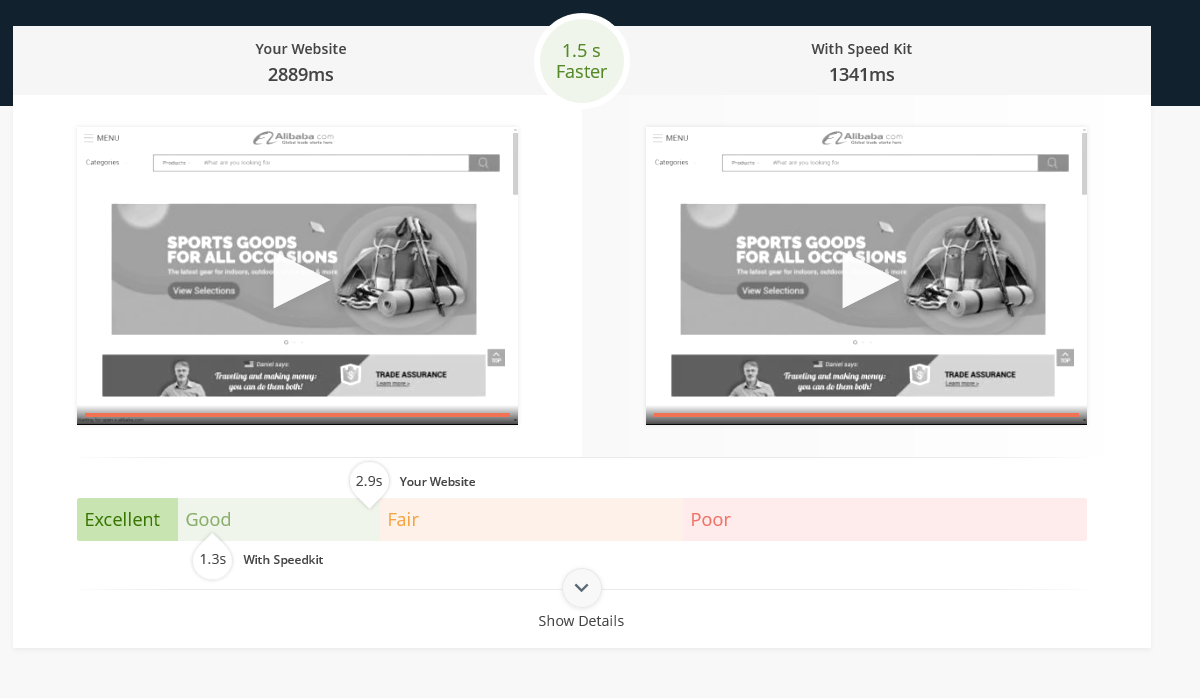 Your Website
2889ms
1.5 s
Faster
With Speed Kit
1341ms
MENU
Alibaba.com
Global trade starts here
Categories
Products
What are you looking for
SPORTS GOODS
FOR ALL OCCASIONS
The latest gear for indoors, outdoo & more
View Selections
TOP
Daniel says:
Traveling and making money:
you can do them both!
TRADE ASSURANCE
Learn more »
MENU
Alibaba.com
Global trade starts here
Categories
Products
What are you looking for
SPORTS GOODS
FOR ALL OCCASIONS
The latest gear for indoors, outdoo & more
View Selections
TOP
Daniel says:
Traveling and making money:
you can do them both!
TRADE ASSURANCE
Learn more »
2.9s Your Website
Excellent Good Fair Poor
1.3s With Speedkit
Show Details